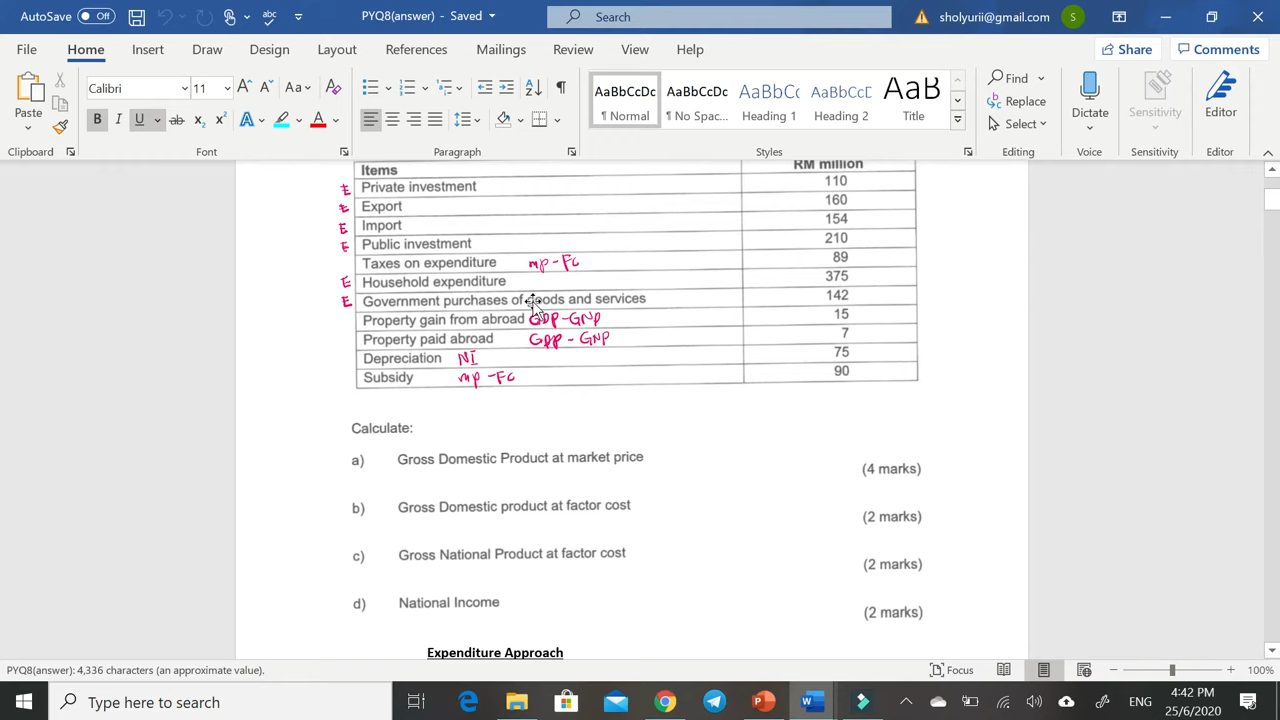 AutoSave Off PYQ8(answer) - Saved Search sholyurii@gmail.com S
File Home Insert Draw Design Layout References Mailings Review View Help Share Comments
Paste Calibri 11 A A Aa A Find
B I U ab x₂ x² A A AaBbCcDc AaBbCcDc AaBbCc AaBbCcD AaB Replace Dictate Sensitivity Editor
¶ Normal ¶ No Spac... Heading 1 Heading 2 Title Select
Clipboard Font Paragraph Styles Editing Voice Sensitivity Editor
Items RM million
E Private investment 110
E Export 160
E Import 154
E Public investment 210
Taxes on expenditure mp-Fc 89
E Household expenditure 375
E Government purchases of goods and services 142
Property gain from abroad GDP-GNP 15
Property paid abroad GDP - GNP 7
Depreciation NI 75
Subsidy mp -Fc 90
Calculate:
a) Gross Domestic Product at market price (4 marks)
b) Gross Domestic product at factor cost (2 marks)
c) Gross National Product at factor cost (2 marks)
d) National Income (2 marks)
Expenditure Approach
PYQ8(answer): 4,336 characters (an approximate value). Focus 100%
Type here to search ENG 4:42 PM
25/6/2020